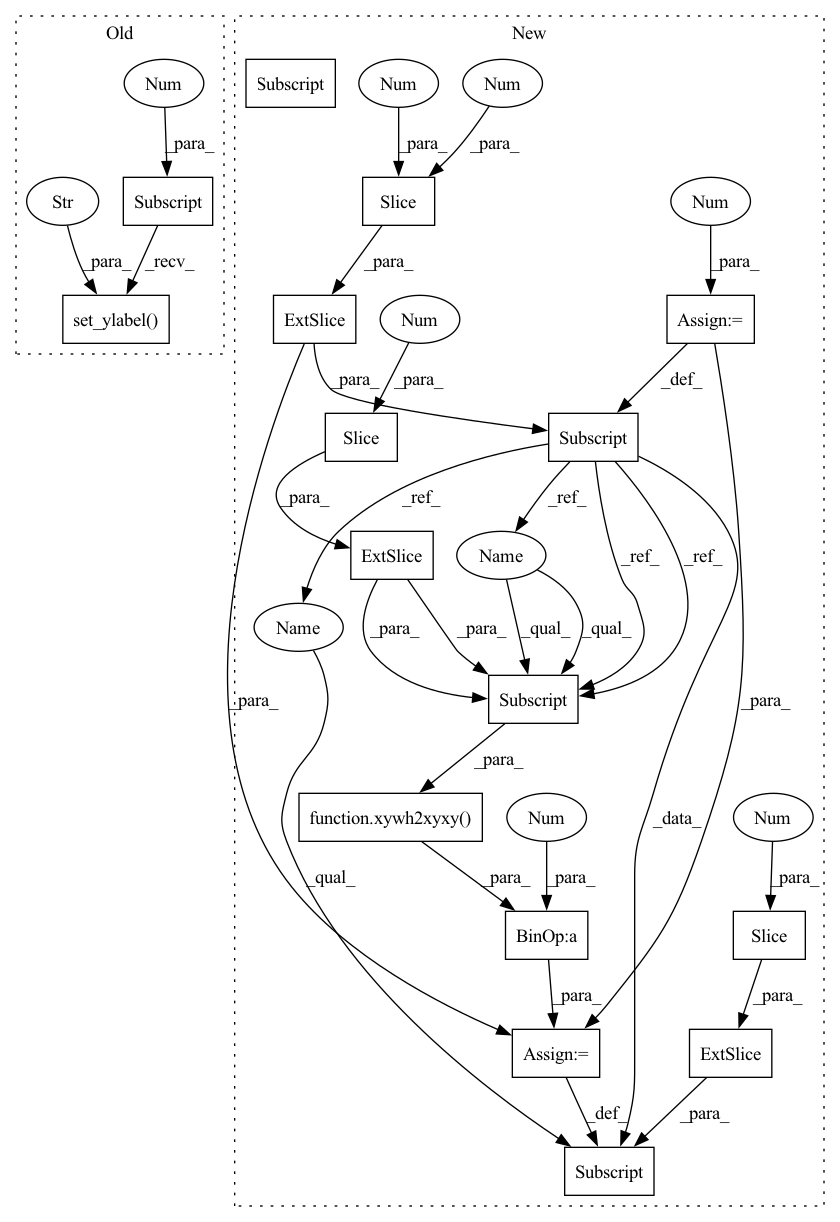 Old
New
Num
Subscript
Num
Num
_para_
_para_
_para_
Str
Subscript
Slice
Num
_para_
_recv_
_para_
_para_
set_ylabel()
ExtSlice
Num
Assign:=
_para_
_para_
_def_
Slice
Subscript
_para_
_ref_
_ref_
ExtSlice
Name
_ref_
_ref_
Name
_para_
_para_
_qual_
_qual_
_para_
Subscript
_para_
_para_
function.xywh2xyxy()
Num
_data_
Num
_qual_
_para_
_para_
_para_
BinOp:a
Slice
_para_
_para_
Assign:=
ExtSlice
_def_
_para_
Subscript